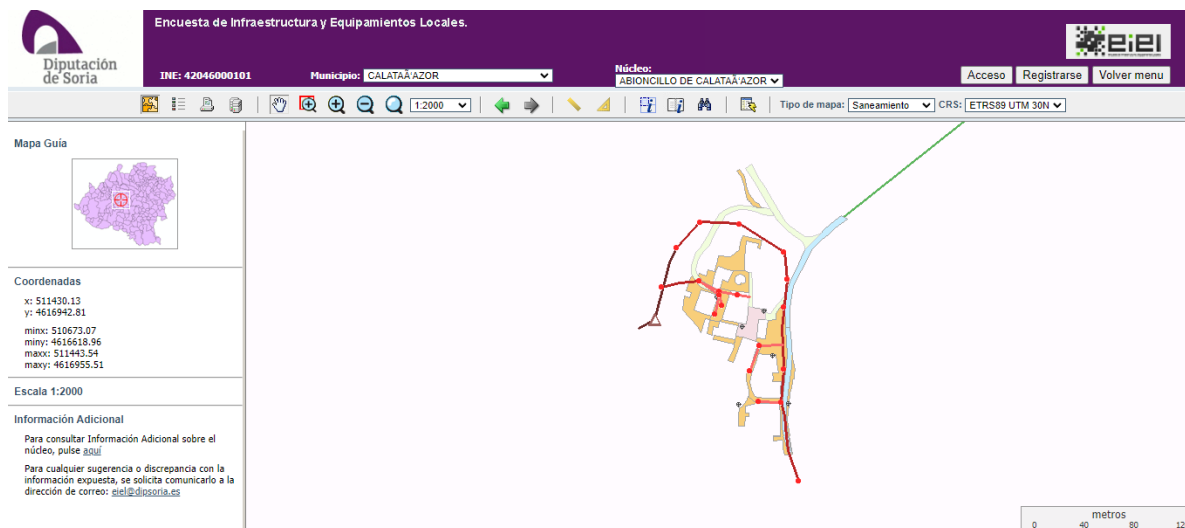 Encuesta de Infraestructura y Equipamientos Locales.
Diputación
de Soria
eiel
INE: 42046000101
Municipio: CALATAÃ'AZOR
Núcleo:
ABIONCILLO DE CALATAÃ'AZOR
Acceso
Registrarse
Volver menu
1:2000
Tipo de mapa: Saneamiento
CRS: ETRS89 UTM 30N
Mapa Guía
Coordenadas
x: 511430.13
y: 4616942.81
minx: 510673.07
miny: 4616618.96
maxx: 511443.54
maxy: 4616955.51
Escala 1:2000
Información Adicional
Para consultar Información Adicional sobre el
núcleo, pulse aquí
Para cualquier sugerencia o discrepancia con la
información expuesta, se solicita comunicarlo a la
dirección de correo: eiel@dipsoria.es
metros
0 40 80